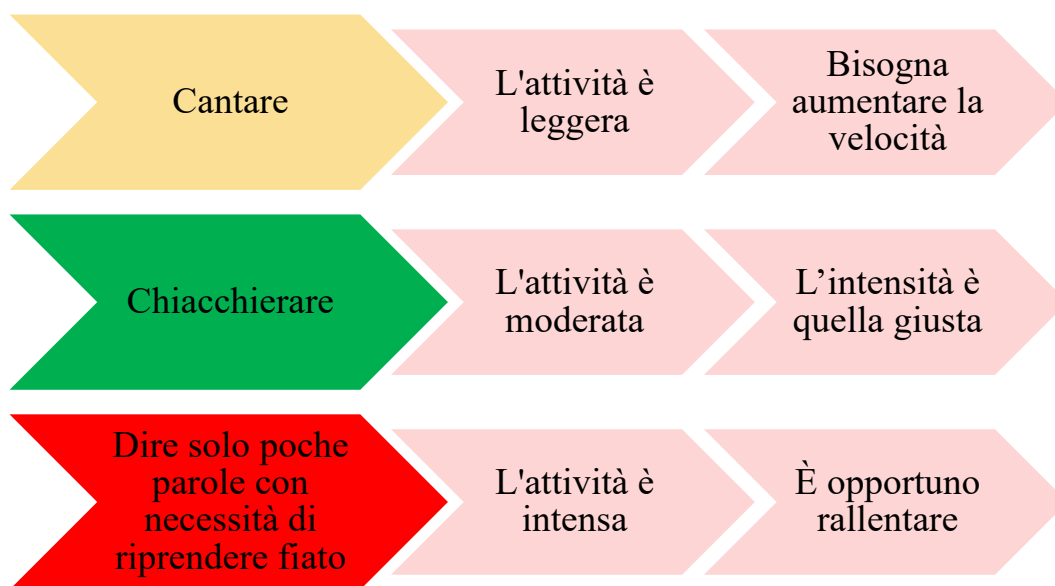 Cantare
L'attività è
leggera
Bisogna
aumentare la
velocità
Chiacchierare
L'attività è
moderata
L’intensità è
quella giusta
Dire solo poche
parole con
necessità di
riprendere fiato
L'attività è
intensa
È opportuno
rallentare